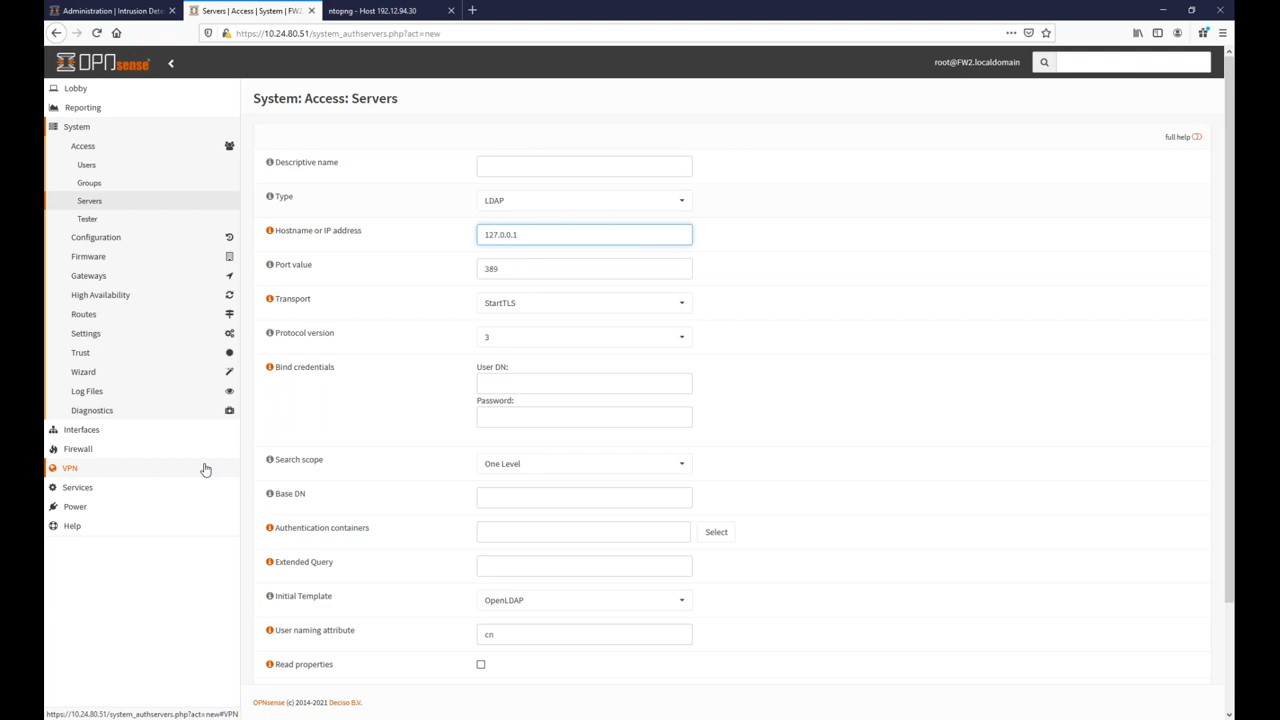 Administration | Intrusion Dete
Servers | Access | System | FW2.
ntopng - Host 192.12.94.30
https://10.24.80.51/system_authservers.php?act=new
OPNsense
root@FW2.localdomain
Lobby
Reporting
System
Access
Users
Groups
Servers
Tester
Configuration
Firmware
Gateways
High Availability
Routes
Settings
Trust
Wizard
Log Files
Diagnostics
Interfaces
Firewall
VPN
Services
Power
Help
System: Access: Servers
full help
Descriptive name
Type
LDAP
Hostname or IP address
127.0.0.1
Port value
389
Transport
StartTLS
Protocol version
3
Bind credentials
User DN:
Password:
Search scope
One Level
Base DN
Authentication containers
Select
Extended Query
Initial Template
OpenLDAP
User naming attribute
cn
Read properties
OPNsense (c) 2014-2021 Deciso B.V.
https://10.24.80.51/system_authservers.php?act=new#VPN